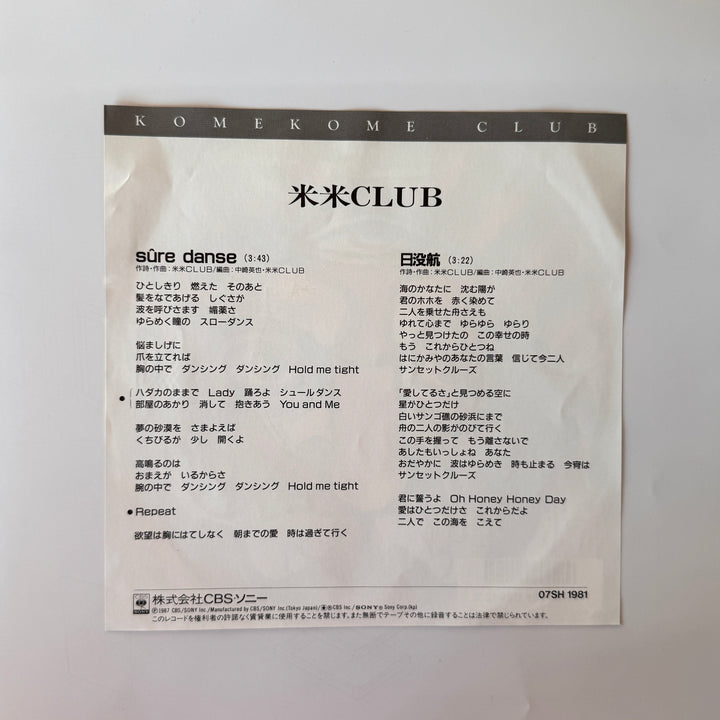 KOMEKOME CLUB
米米CLUB
sûre danse (3:43)
作詩・作曲：米米CLUB/編曲：中崎英也・米米CLUB
ひとしきり　燃えた　そのあと
髪をなであげる　しぐさが
波を呼びさます　媚薬さ
ゆらめく瞳の　スローダンス
悩ましげに
爪を立てれば
胸の中で　ダンシング　ダンシング　Hold me tight
●ハダカのままで　Lady　踊ろよ　シュールダンス
部屋のあかり　消して　抱きあう　You and Me
夢の砂漠を　さまよえば
くちびるが　少し　開くよ
高鳴るのは
おまえが　いるからさ
腕の中で　ダンシング　ダンシング　Hold me tight
●Repeat
欲望は胸にはてしなく　朝までの愛　時は過ぎて行く
日没航 (3:22)
作詩・作曲：米米CLUB/編曲：中崎英也・米米CLUB
海のかなたに　沈む陽が
君のホホを　赤く染めて
二人を乗せた舟さえも
ゆれて心まで　ゆらゆら　ゆらり
やっと見つけたの　この幸せの時
もう　これからひとつね
はにかみやのあなたの言葉　信じて今二人
サンセットクルーズ
「愛してるさ」と見つめる空に
星がひとつだけ
白いサンゴ礁の砂浜にまで
舟の二人の影がのびて行く
この手を握って　もう離さないで
あしたもいっしょね　あなた
おだやかに　波はゆらめき　時も止まる　今宵は
サンセットクルーズ
君に誓うよ　Oh Honey Honey Day
愛はひとつだけさ　これからだよ
二人で　この海を　こえて
CBS SONY 株式会社CBS・ソニー
07SH 1981
Ⓟ1987 CBS/SONY Inc./Manufactured by CBS/SONY Inc.(Tokyo Japan)/CBS Inc./SONY® Sony Corp.(kp)
このレコードを権利者の許諾なく賃貸業に使用することを禁じます。また無断でテープその他に録音することは法律で禁じられています。